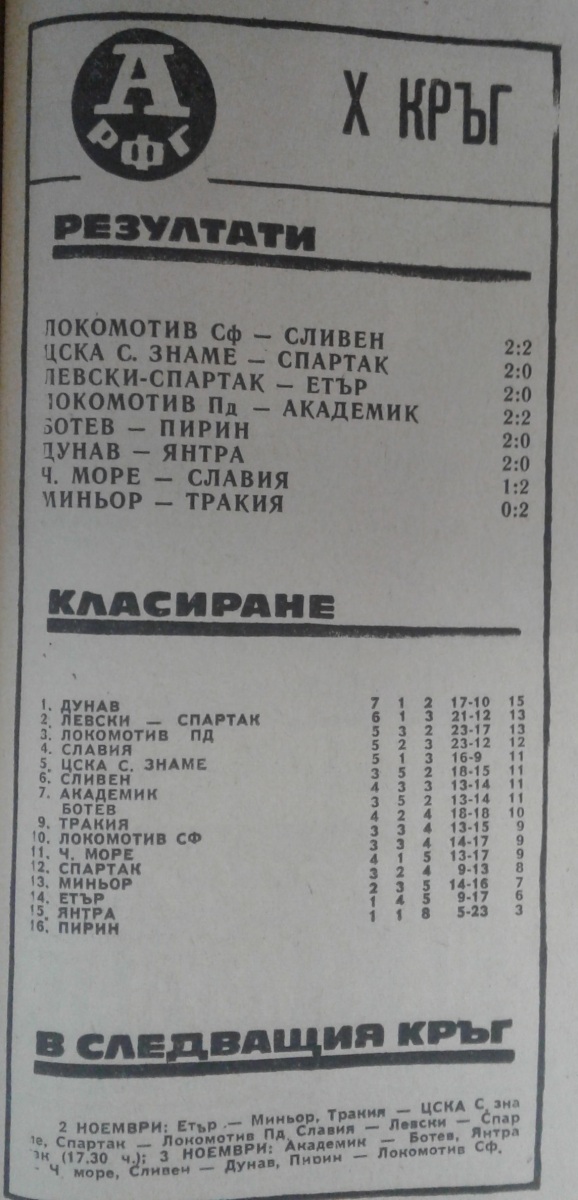 А
РФГ
X КРЪГ
РЕЗУЛТАТИ
ЛОКОМОТИВ Сф — СЛИВЕН 2:2
ЦСКА С. ЗНАМЕ — СПАРТАК 2:0
ЛЕВСКИ-СПАРТАК — ЕТЪР 2:0
ЛОКОМОТИВ Пд — АКАДЕМИК 2:2
БОТЕВ — ПИРИН 2:0
ДУНАВ — ЯНТРА 2:0
Ч. МОРЕ — СЛАВИЯ 1:2
МИНЬОР — ТРАКИЯ 0:2
КЛАСИРАНЕ
1. ДУНАВ 7 1 2 17-10 15
2. ЛЕВСКИ — СПАРТАК 6 1 3 21-12 13
3. ЛОКОМОТИВ ПД 5 3 2 23-17 13
4. СЛАВИЯ 5 2 3 23-12 12
5. ЦСКА С. ЗНАМЕ 5 1 3 16-9 11
6. СЛИВЕН 3 5 2 18-15 11
7. АКАДЕМИК 4 3 3 13-14 11
БОТЕВ 3 5 2 13-14 11
9. ТРАКИЯ 4 2 4 18-18 10
10. ЛОКОМОТИВ СФ 3 3 4 13-15 9
11. Ч. МОРЕ 3 3 4 14-17 9
12. СПАРТАК 4 1 5 13-17 9
13. МИНЬОР 3 2 4 9-13 8
14. ЕТЪР 2 3 5 14-16 7
15. ЯНТРА 1 4 5 9-17 6
16. ПИРИН 1 1 8 5-23 3
В СЛЕДВАЩИЯ КРЪГ
2 НОЕМВРИ: Етър — Миньор, Тракия — ЦСКА С. зна
ме, Спартак — Локомотив Пд, Славия — Левски — Спар
так (17.30 ч.); 3 НОЕМВРИ: Академик — Ботев, Янтра
— Ч. море, Сливен — Дунав, Пирин — Локомотив Сф.